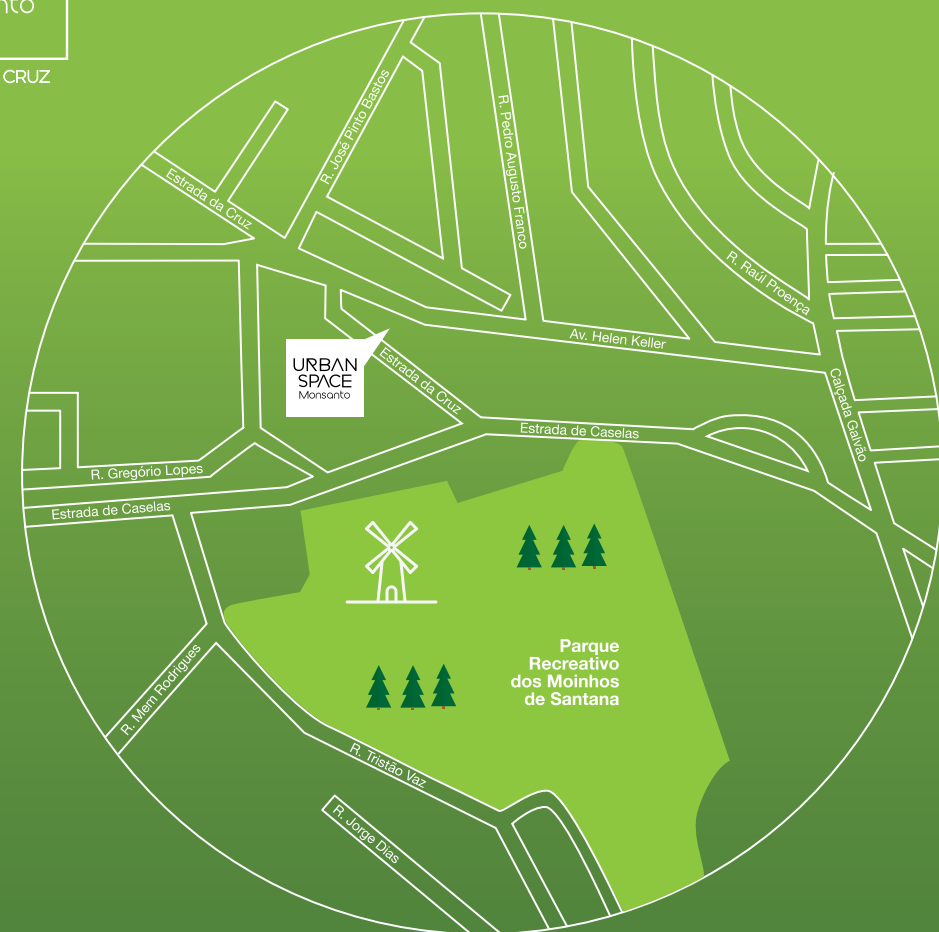 nto
CRUZ
R. José Pinto Bastos
R. Pedro Augusto Franco
Estrada da Cruz
R. Raúl Proença
Av. Helen Keller
URBAN
SPACE
Monsanto
Estrada da Cruz
Calçada Galvão
Estrada de Caselas
R. Gregório Lopes
Estrada de Caselas
Parque
Recreativo
dos Moinhos
de Santana
R. Mem Rodrigues
R. Tristão Vaz
R. Jorge Dias